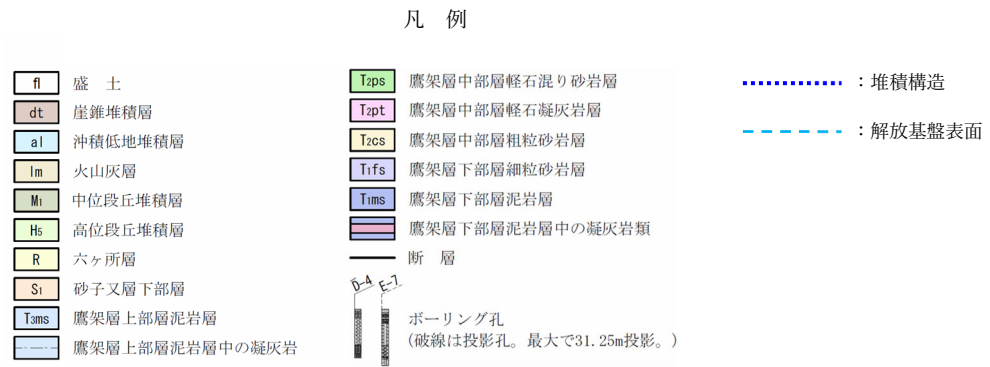 凡 例
fl 盛 土
dt 崖錐堆積層
al 沖積低地堆積層
lm 火山灰層
M1 中位段丘堆積層
H5 高位段丘堆積層
R 六ヶ所層
S1 砂子又層下部層
T3ms 鷹架層上部層泥岩層
鷹架層上部層泥岩層中の凝灰岩
T2ps 鷹架層中部層軽石混り砂岩層
T2pt 鷹架層中部層軽石凝灰岩層
T2cs 鷹架層中部層粗粒砂岩層
T1fs 鷹架層下部層細粒砂岩層
T1ms 鷹架層下部層泥岩層
鷹架層下部層泥岩層中の凝灰岩類
断 層
D-4 E-7
ボーリング孔
(破線は投影孔。最大で31.25m投影。)
：堆積構造
：解放基盤表面